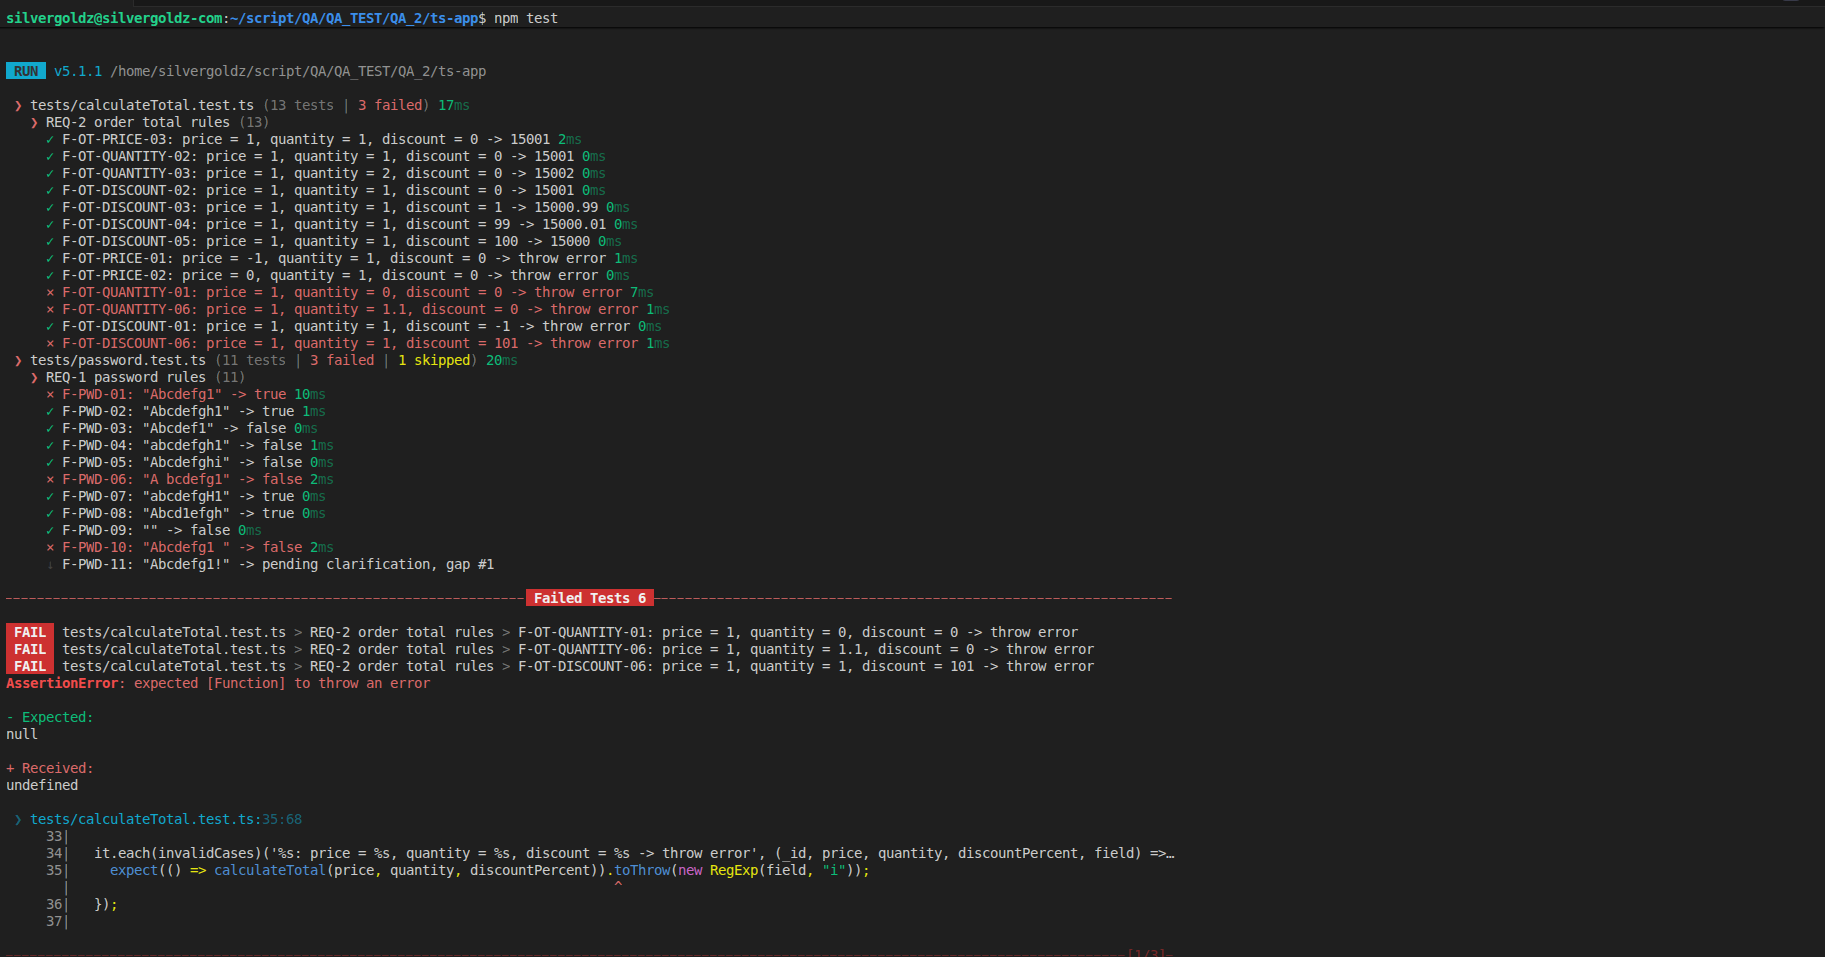 silvergoldz@silvergoldz-com:~/script/QA/QA_TEST/QA_2/ts-app$ npm test
RUN v5.1.1 /home/silvergoldz/script/QA/QA_TEST/QA_2/ts-app
❯ tests/calculateTotal.test.ts (13 tests | 3 failed) 17ms
❯ REQ-2 order total rules (13)
✓ F-OT-PRICE-03: price = 1, quantity = 1, discount = 0 -> 15001 2ms
✓ F-OT-QUANTITY-02: price = 1, quantity = 1, discount = 0 -> 15001 0ms
✓ F-OT-QUANTITY-03: price = 1, quantity = 2, discount = 0 -> 15002 0ms
✓ F-OT-DISCOUNT-02: price = 1, quantity = 1, discount = 0 -> 15001 0ms
✓ F-OT-DISCOUNT-03: price = 1, quantity = 1, discount = 1 -> 15000.99 0ms
✓ F-OT-DISCOUNT-04: price = 1, quantity = 1, discount = 99 -> 15000.01 0ms
✓ F-OT-DISCOUNT-05: price = 1, quantity = 1, discount = 100 -> 15000 0ms
✓ F-OT-PRICE-01: price = -1, quantity = 1, discount = 0 -> throw error 1ms
✓ F-OT-PRICE-02: price = 0, quantity = 1, discount = 0 -> throw error 0ms
× F-OT-QUANTITY-01: price = 1, quantity = 0, discount = 0 -> throw error 7ms
× F-OT-QUANTITY-06: price = 1, quantity = 1.1, discount = 0 -> throw error 1ms
✓ F-OT-DISCOUNT-01: price = 1, quantity = 1, discount = -1 -> throw error 0ms
× F-OT-DISCOUNT-06: price = 1, quantity = 1, discount = 101 -> throw error 1ms
❯ tests/password.test.ts (11 tests | 3 failed | 1 skipped) 20ms
❯ REQ-1 password rules (11)
× F-PWD-01: "Abcdefg1" -> true 10ms
✓ F-PWD-02: "Abcdefgh1" -> true 1ms
✓ F-PWD-03: "Abcdef1" -> false 0ms
✓ F-PWD-04: "abcdefgh1" -> false 1ms
✓ F-PWD-05: "Abcdefghi" -> false 0ms
× F-PWD-06: "A bcdefg1" -> false 2ms
✓ F-PWD-07: "abcdefgH1" -> true 0ms
✓ F-PWD-08: "Abcd1efgh" -> true 0ms
✓ F-PWD-09: "" -> false 0ms
× F-PWD-10: "Abcdefg1 " -> false 2ms
↓ F-PWD-11: "Abcdefg1!" -> pending clarification, gap #1
Failed Tests 6
FAIL tests/calculateTotal.test.ts > REQ-2 order total rules > F-OT-QUANTITY-01: price = 1, quantity = 0, discount = 0 -> throw error
FAIL tests/calculateTotal.test.ts > REQ-2 order total rules > F-OT-QUANTITY-06: price = 1, quantity = 1.1, discount = 0 -> throw error
FAIL tests/calculateTotal.test.ts > REQ-2 order total rules > F-OT-DISCOUNT-06: price = 1, quantity = 1, discount = 101 -> throw error
AssertionError: expected [Function] to throw an error
- Expected:
null
+ Received:
undefined
❯ tests/calculateTotal.test.ts:35:68
33|
34| it.each(invalidCases)('%s: price = %s, quantity = %s, discount = %s -> throw error', (_id, price, quantity, discountPercent, field) =>…
35| expect(() => calculateTotal(price, quantity, discountPercent)).toThrow(new RegExp(field, "i"));
| ^
36| });
37|
[1/3]